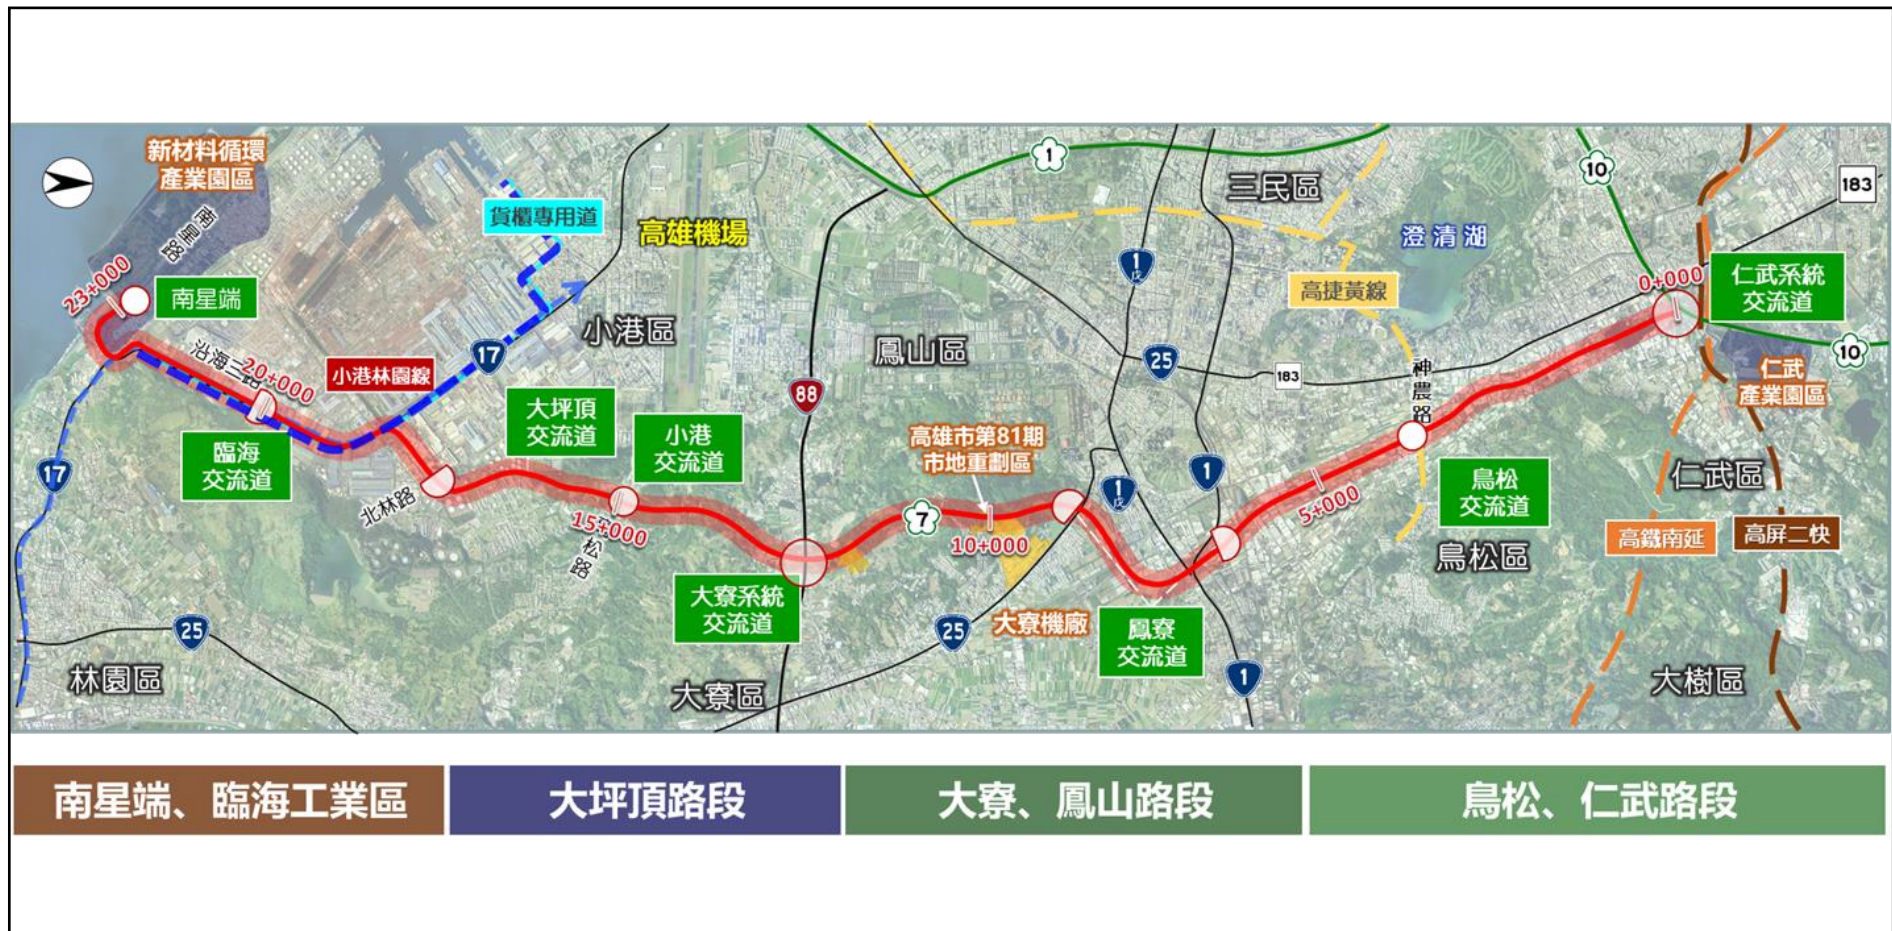 新材料循環
產業園區
南星路
23+000
南星端
沿海三路
20+000
小港林園線
貨櫃專用道
高雄機場
17
小港區
臨海
交流道
17
北林路
大坪頂
交流道
小港
交流道
15+000
松路
25
林園區
1
88
鳳山區
三民區
1
戊
25
183
高捷黃線
澄清湖
10
183
0+000
仁武系統
交流道
10
仁武
產業園區
神農路
高雄市第81期
市地重劃區
7
10+000
1
戊
1
5+000
鳥松
交流道
鳥松區
仁武區
高鐵南延
高屏二快
大樹區
大寮系統
交流道
大寮區
25
大寮機廠
鳳寮
交流道
1
南星端、臨海工業區
大坪頂路段
大寮、鳳山路段
鳥松、仁武路段